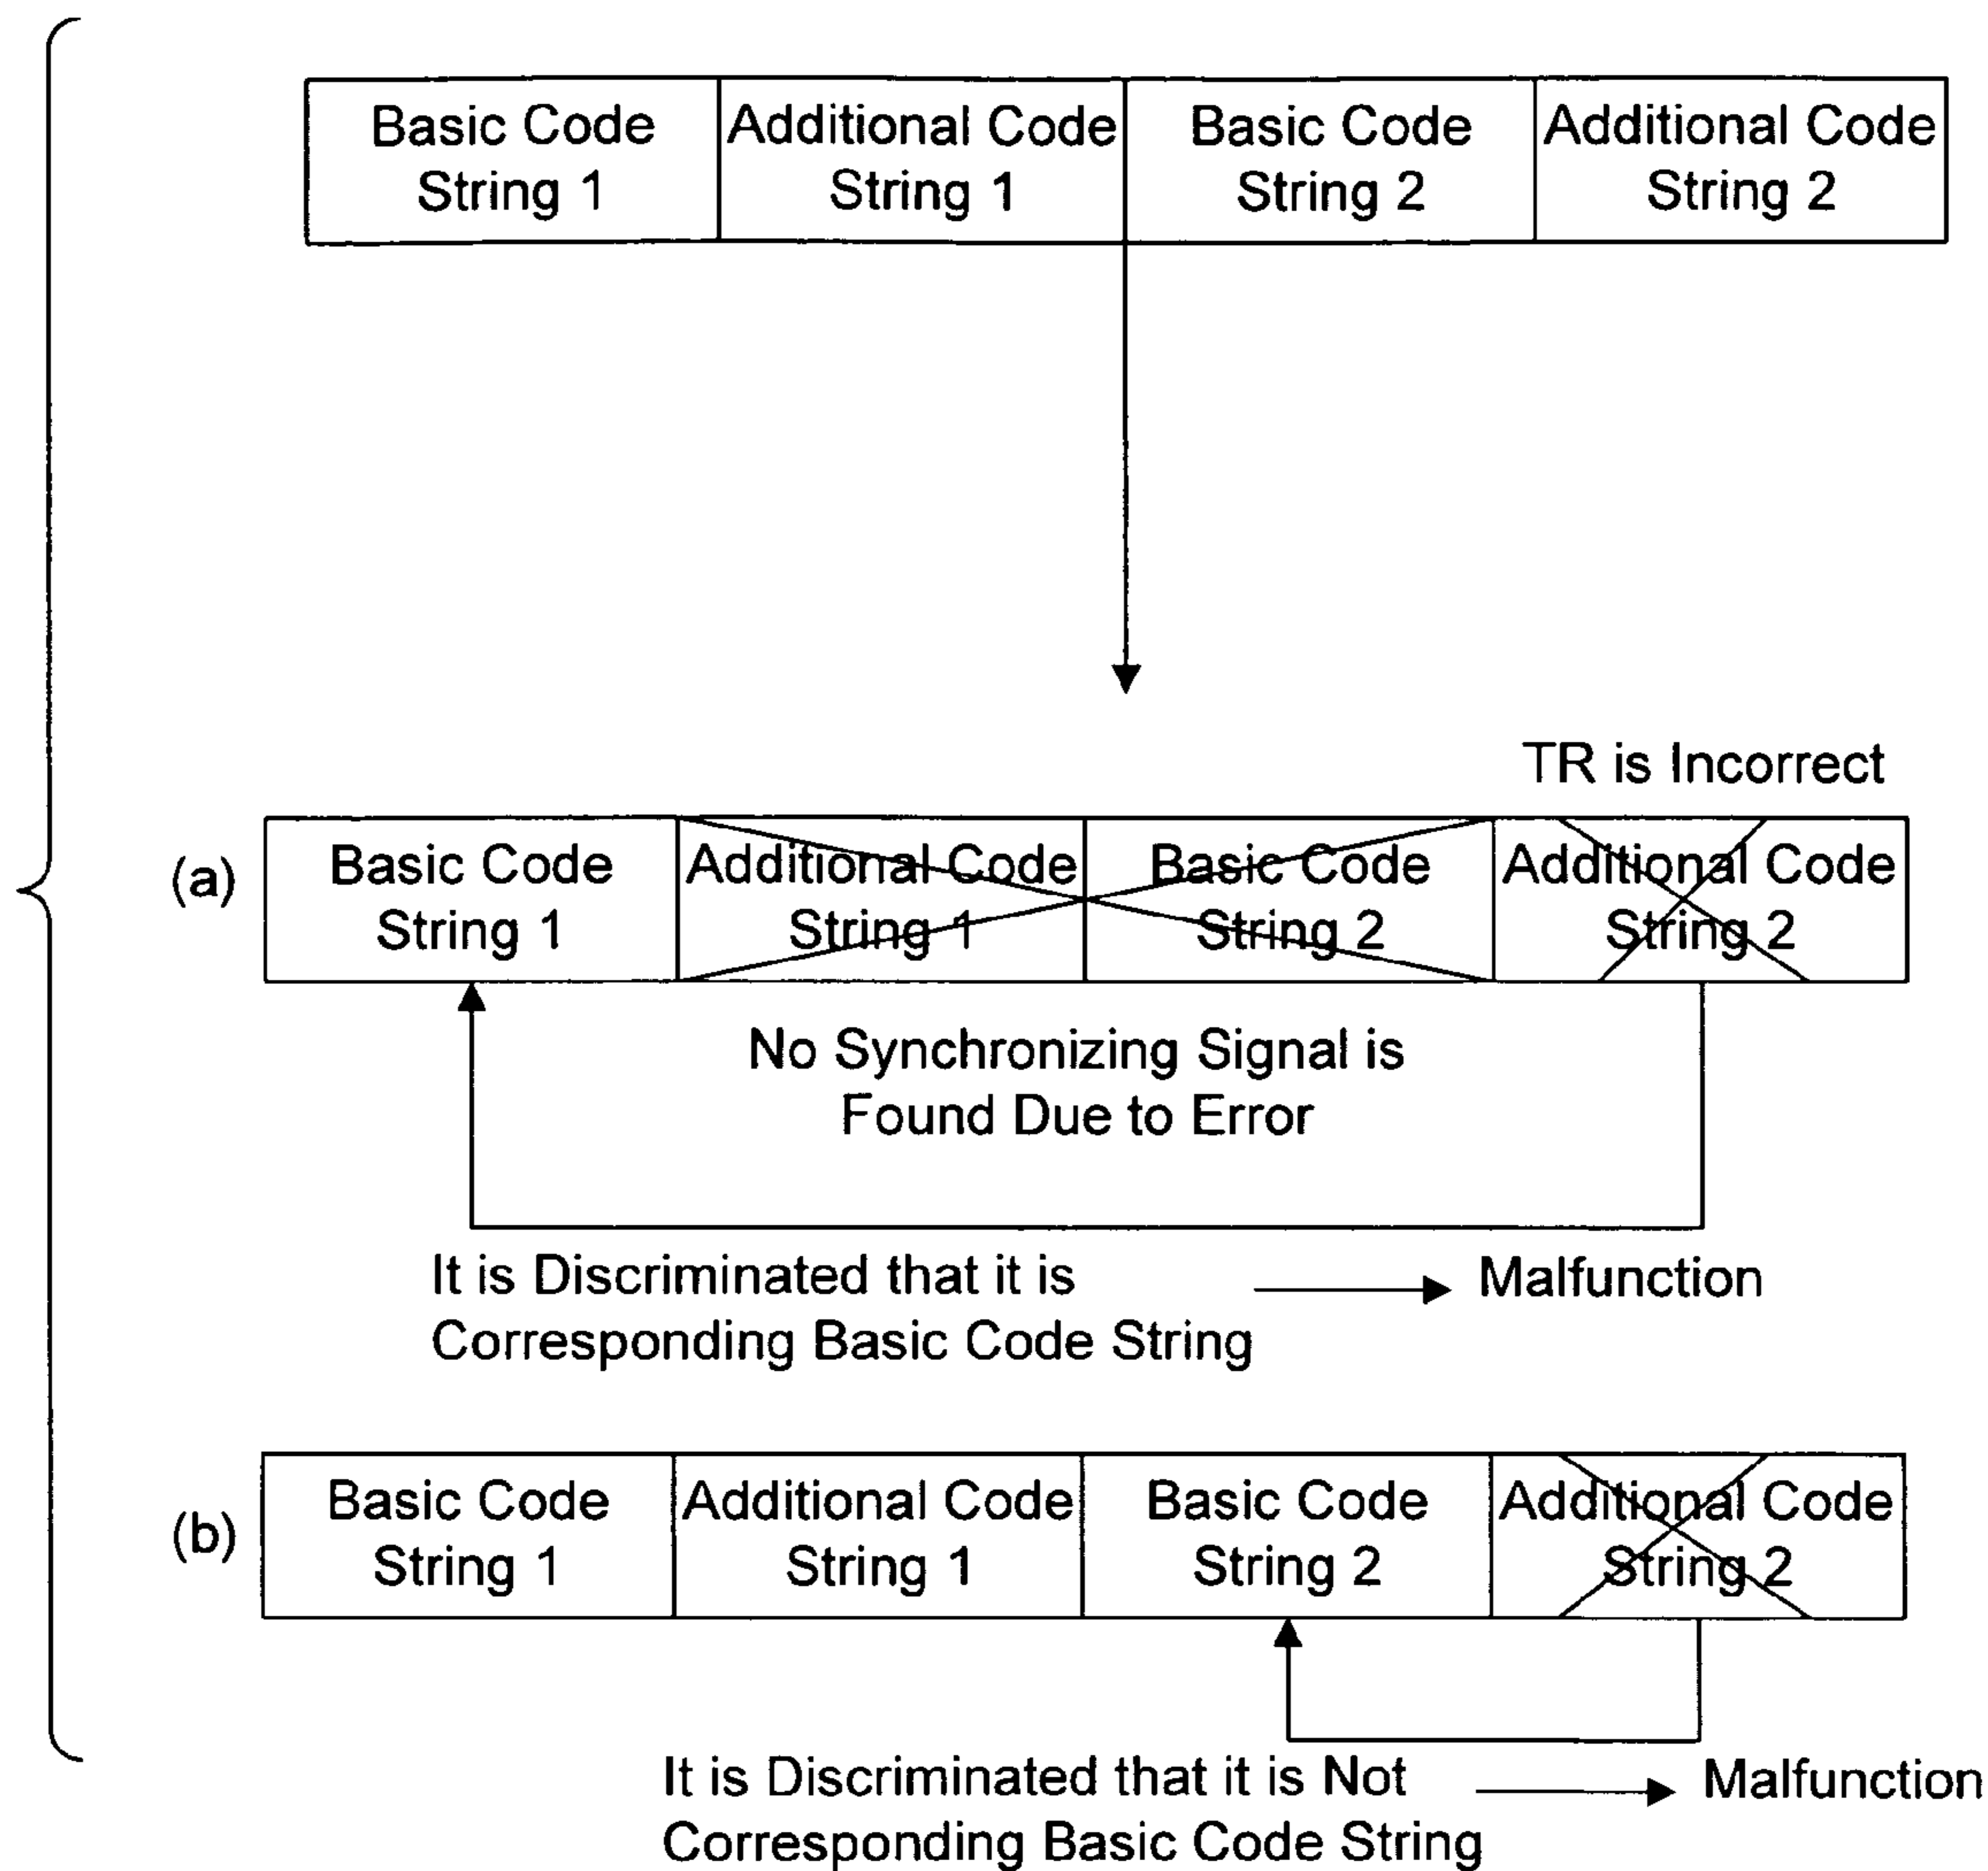 Basic Code Additional Code Basic Code Additional Code
String 1 String 1 String 2 String 2
TR is Incorrect
(a) Basic Code Additional Code Basic Code Additional Code
String 1 String 1 String 2 String 2
No Synchronizing Signal is
Found Due to Error
It is Discriminated that it is Malfunction
Corresponding Basic Code String
(b) Basic Code Additional Code Basic Code Additional Code
String 1 String 1 String 2 String 2
It is Discriminated that it is Not Malfunction
Corresponding Basic Code String